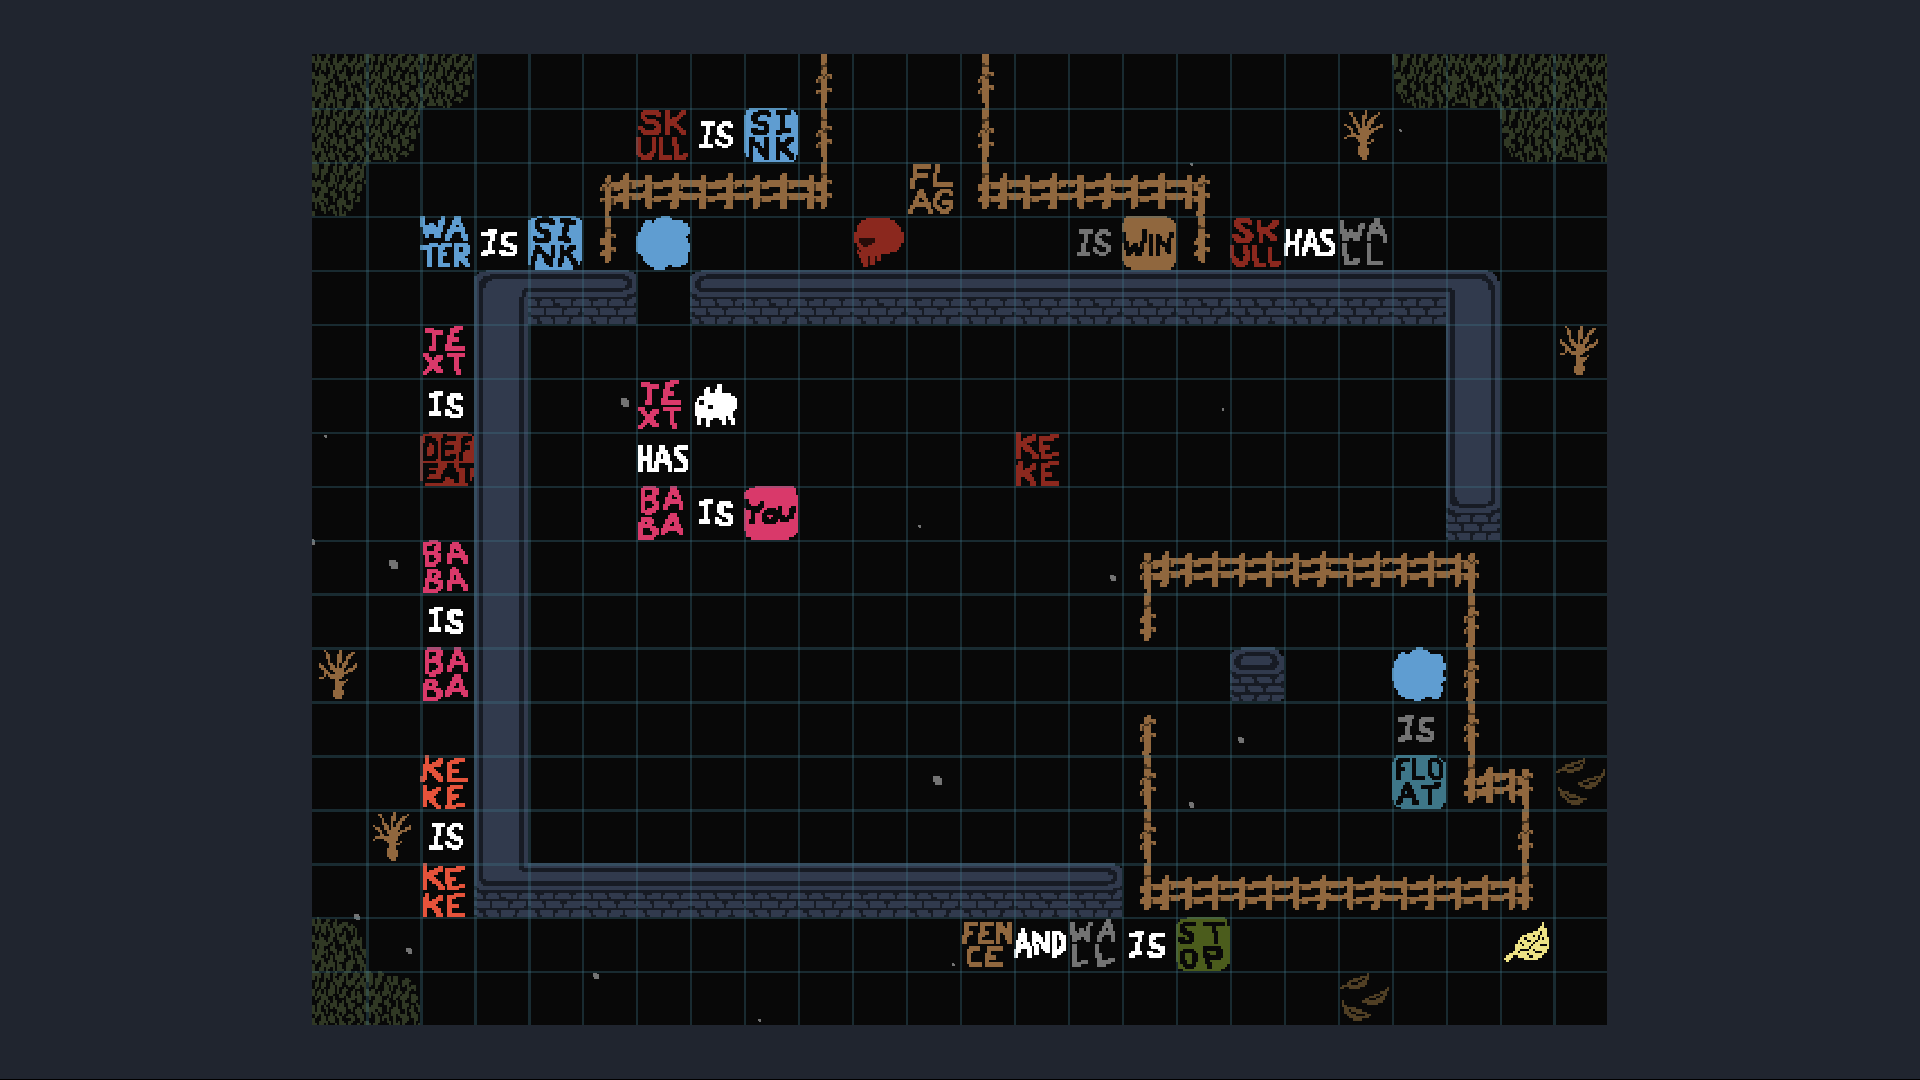 SKULL IS SINK
FLAG
WATER IS SINK
IS WIN
SKULL HAS WALL
TEXT
IS
DEFEAT
TEXT
HAS
BABA IS YOU
KEKE
BABA
IS
BABA
IS
FLOAT
KEKE
IS
KEKE
FENCE AND WALL IS STOP